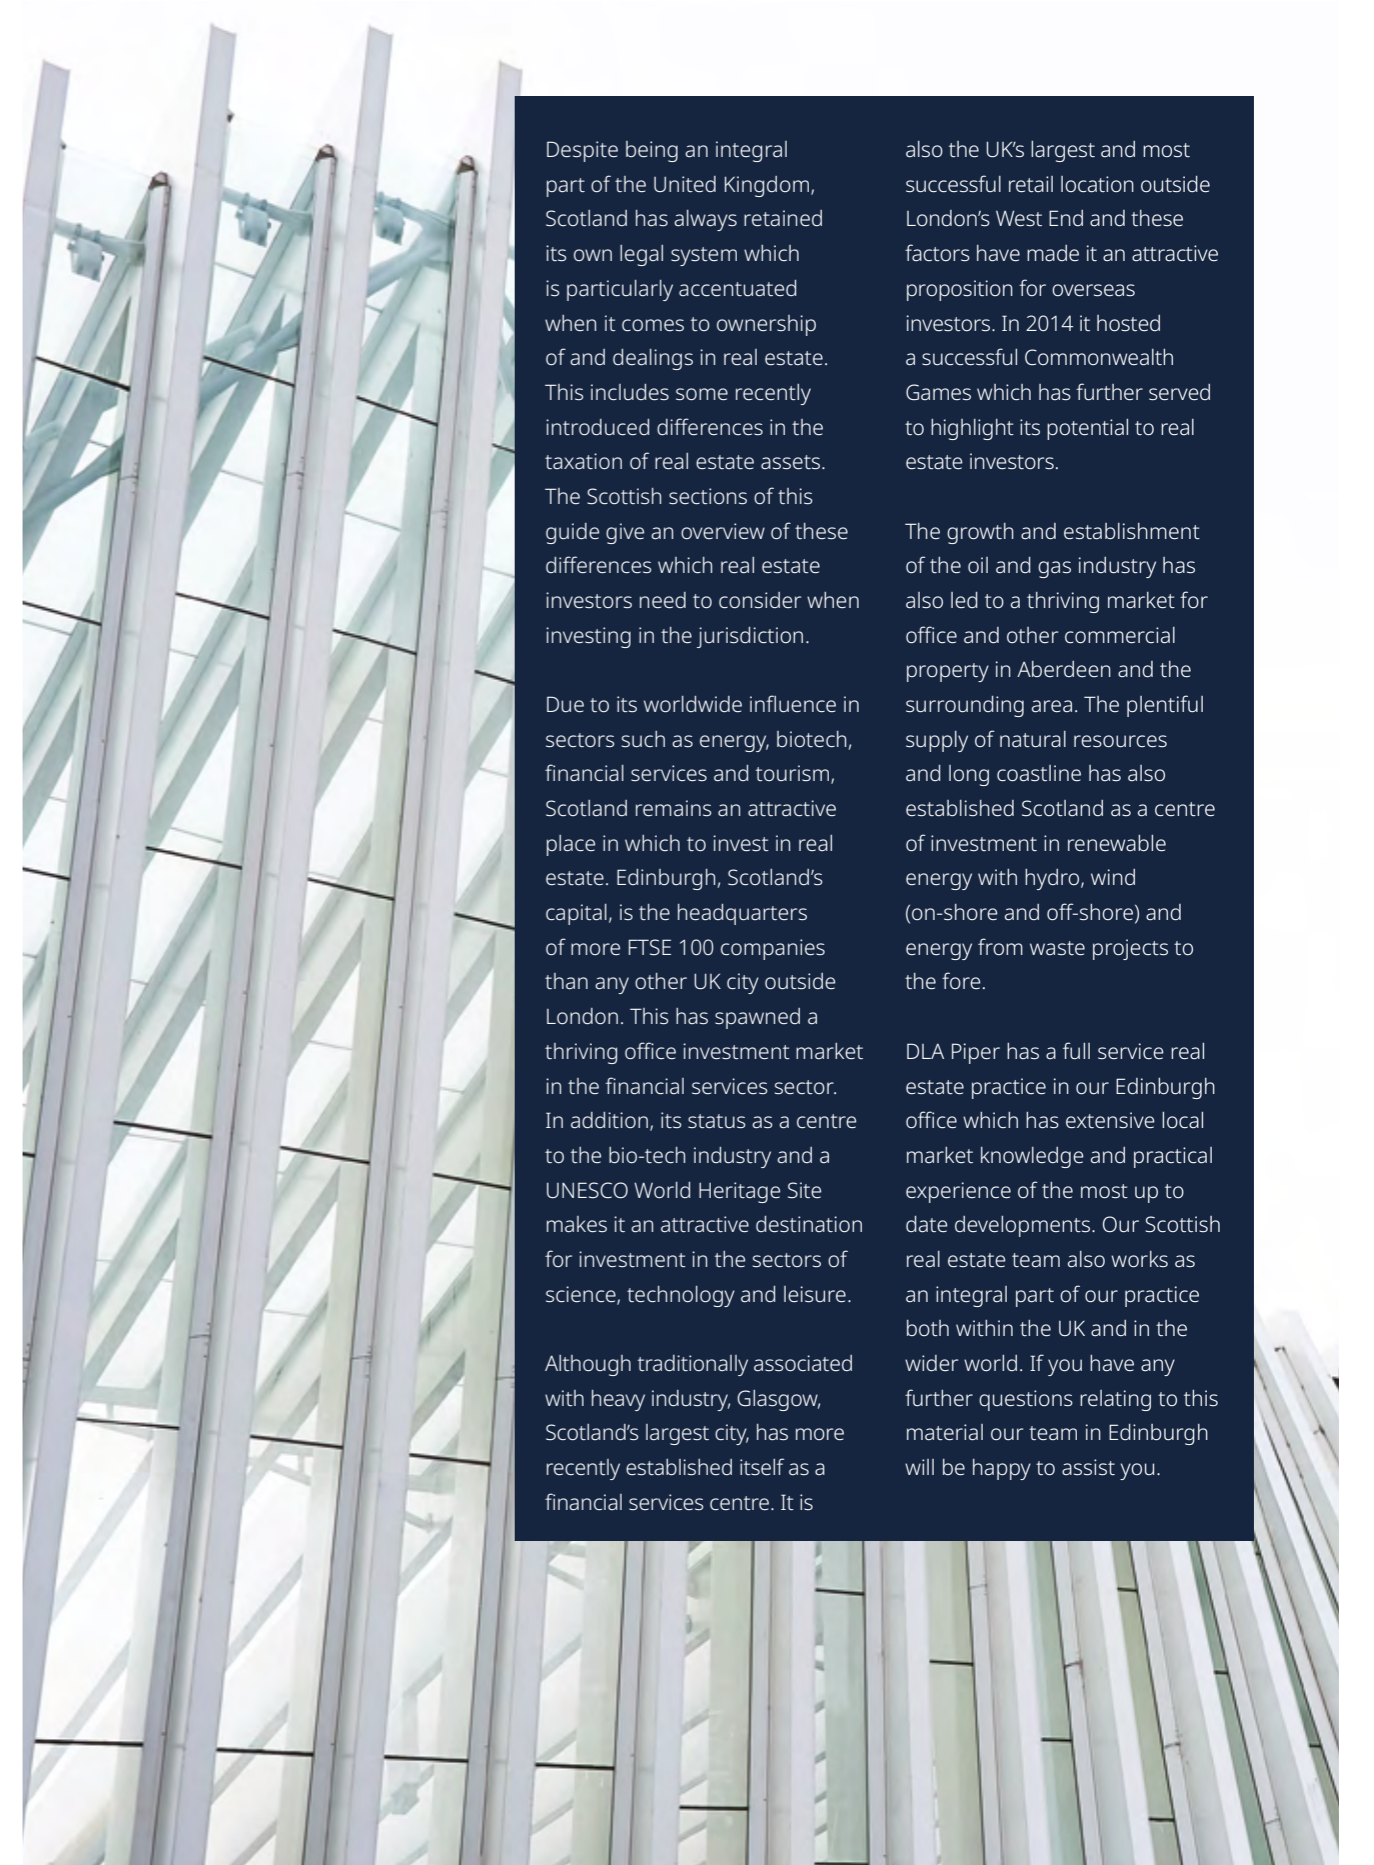 Despite being an integral
part of the United Kingdom,
Scotland has always retained
its own legal system which
is particularly accentuated
when it comes to ownership
of and dealings in real estate.
This includes some recently
introduced differences in the
taxation of real estate assets.
The Scottish sections of this
guide give an overview of these
differences which real estate
investors need to consider when
investing in the jurisdiction.
Due to its worldwide influence in
sectors such as energy, biotech,
financial services and tourism,
Scotland remains an attractive
place in which to invest in real
estate. Edinburgh, Scotland’s
capital, is the headquarters
of more FTSE 100 companies
than any other UK city outside
London. This has spawned a
thriving office investment market
in the financial services sector.
In addition, its status as a centre
to the bio-tech industry and a
UNESCO World Heritage Site
makes it an attractive destination
for investment in the sectors of
science, technology and leisure.
Although traditionally associated
with heavy industry, Glasgow,
Scotland’s largest city, has more
recently established itself as a
financial services centre. It is
also the UK’s largest and most
successful retail location outside
London’s West End and these
factors have made it an attractive
proposition for overseas
investors. In 2014 it hosted
a successful Commonwealth
Games which has further served
to highlight its potential to real
estate investors.
The growth and establishment
of the oil and gas industry has
also led to a thriving market for
office and other commercial
property in Aberdeen and the
surrounding area. The plentiful
supply of natural resources
and long coastline has also
established Scotland as a centre
of investment in renewable
energy with hydro, wind
(on-shore and off-shore) and
energy from waste projects to
the fore.
DLA Piper has a full service real
estate practice in our Edinburgh
office which has extensive local
market knowledge and practical
experience of the most up to
date developments. Our Scottish
real estate team also works as
an integral part of our practice
both within the UK and in the
wider world. If you have any
further questions relating to this
material our team in Edinburgh
will be happy to assist you.